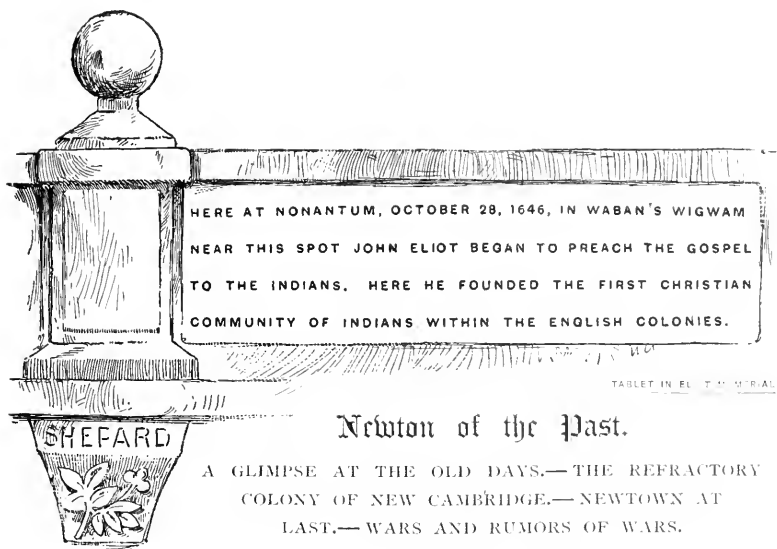 HERE AT NONANTUM, OCTOBER 28, 1646, IN WABAN'S WIGWAM
NEAR THIS SPOT JOHN ELIOT BEGAN TO PREACH THE GOSPEL
TO THE INDIANS. HERE HE FOUNDED THE FIRST CHRISTIAN
COMMUNITY OF INDIANS WITHIN THE ENGLISH COLONIES.
TABLET IN
SHEPARD
Newton of the Past.
A GLIMPSE AT THE OLD DAYS.—THE REFRACTORY
COLONY OF NEW CAMBRIDGE.—NEWTOWN AT
LAST.—WARS AND RUMORS OF WARS.